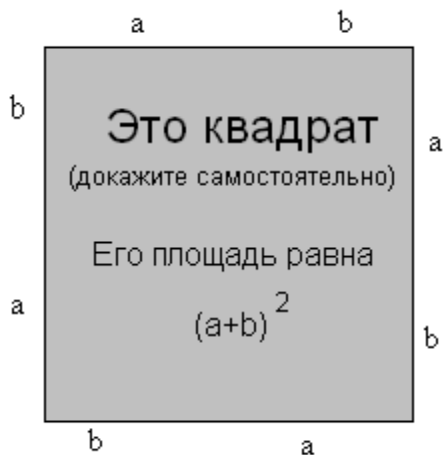 a b
b
Это квадрат
a
(докажите самостоятельно)
Его площадь равна
a
(a+b)²
b
b a